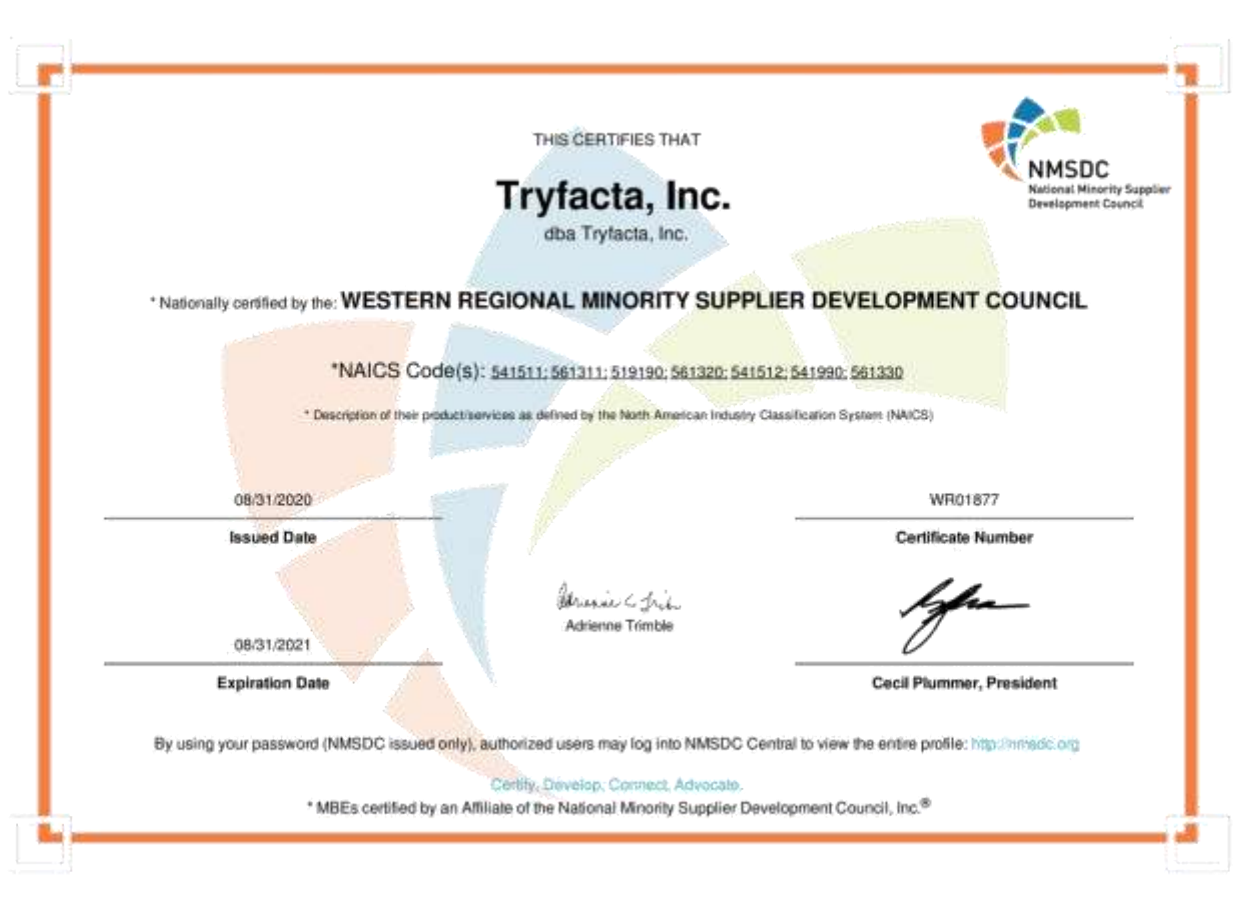 THIS CERTIFIES THAT
NMSDC
National Minority Supplier
Development Council
Tryfacta, Inc.
dba Tryfacta, Inc.
* Nationally certified by the: WESTERN REGIONAL MINORITY SUPPLIER DEVELOPMENT COUNCIL
*NAICS Code(s): 541511; 561311; 519190; 561320; 541512; 541990; 561330
* Description of their product/services as defined by the North American Industry Classification System (NAICS)
08/31/2020
Issued Date
WR01877
Certificate Number
Adrienne C Trim
Adrienne Trimble
08/31/2021
Expiration Date
Cecil Plummer, President
By using your password (NMSDC issued only), authorized users may log into NMSDC Central to view the entire profile: http://nmsdc.org
Certify, Develop, Connect, Advocate.
* MBEs certified by an Affiliate of the National Minority Supplier Development Council, Inc.®